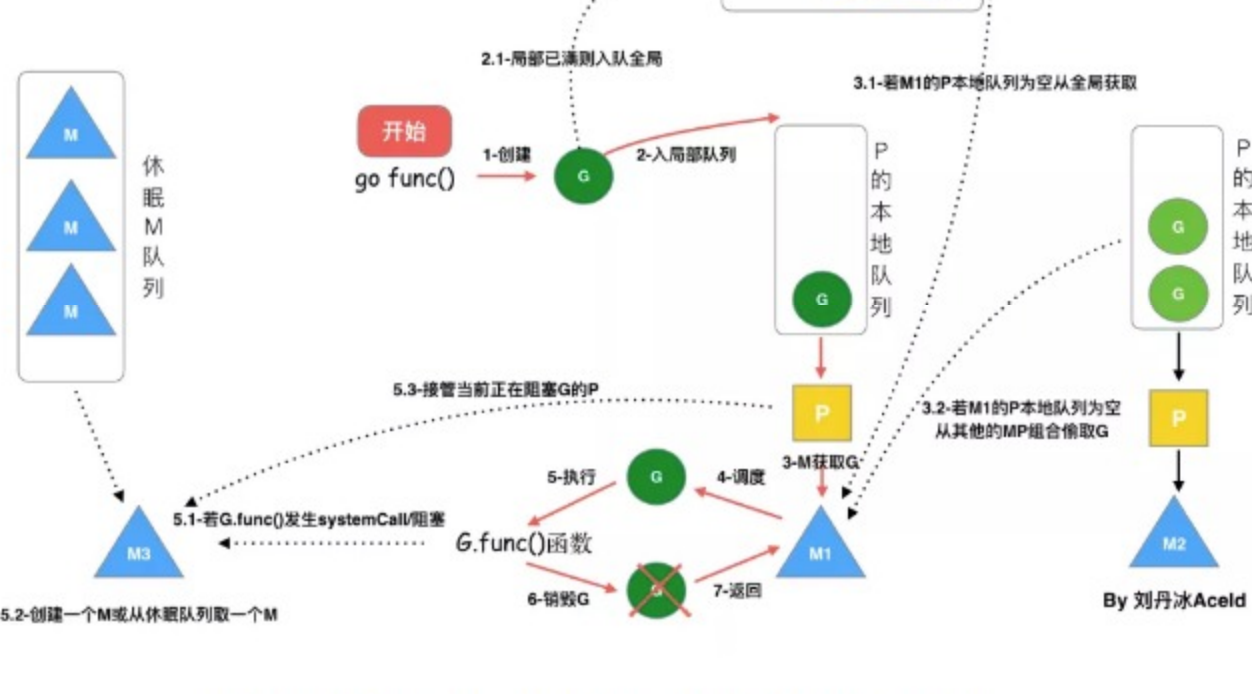 2.1-局部已满则入队全局
3.1-若M1的P本地队列为空从全局获取
M
M
M
休眠M队列
开始
go func()
1-创建
G
2-入局部队列
P的本地队列
G
G
G
P的本地队列
5.3-接管当前正在阻塞G的P
P
3-M获取G
3.2-若M1的P本地队列为空
从其他的MP组合偷取G
P
5-执行
G
4-调度
5.1-若G.func()发生systemCall/阻塞
G.func()函数
M3
M1
M2
6-销毁G
G
7-返回
5.2-创建一个M或从休眠队列取一个M
By 刘丹冰Aceld